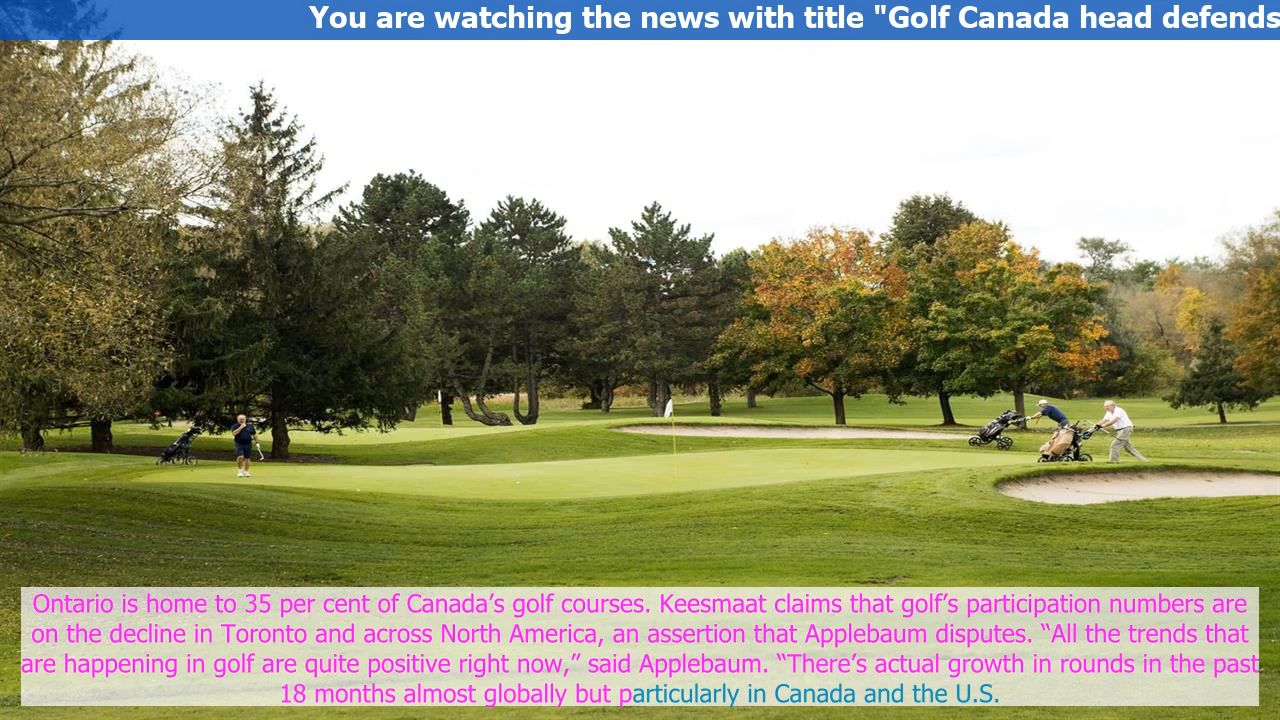 You are watching the news with title "Golf Canada head defends
Ontario is home to 35 per cent of Canada’s golf courses. Keesmaat claims that golf’s participation numbers are
on the decline in Toronto and across North America, an assertion that Applebaum disputes. “All the trends that
are happening in golf are quite positive right now,” said Applebaum. “There’s actual growth in rounds in the past
18 months almost globally but particularly in Canada and the U.S.